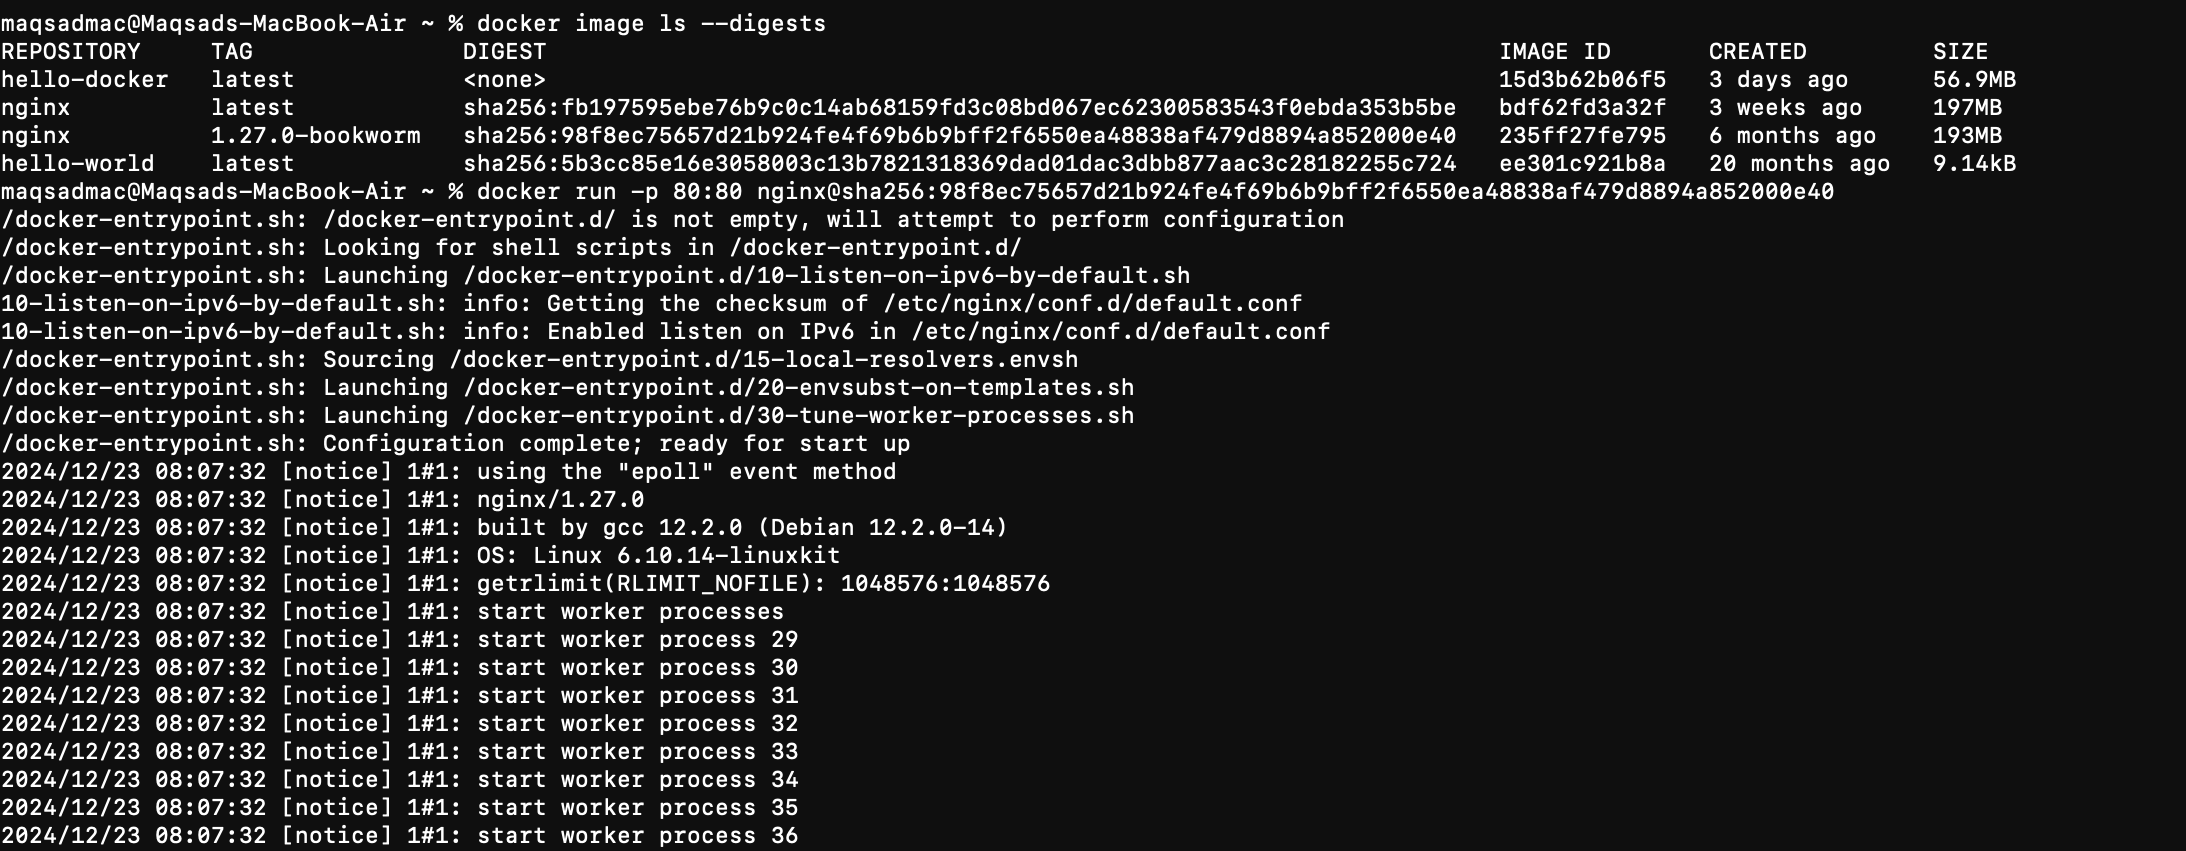 maqsadmac@Maqsads-MacBook-Air ~ % docker image ls --digests
REPOSITORY     TAG               DIGEST                                                                    IMAGE ID       CREATED         SIZE
hello-docker   latest            <none>                                                                    15d3b62b06f5   3 days ago      56.9MB
nginx          latest            sha256:fb197595ebe76b9c0c14ab68159fd3c08bd067ec62300583543f0ebda353b5be   bdf62fd3a32f   3 weeks ago     197MB
nginx          1.27.0-bookworm   sha256:98f8ec75657d21b924fe4f69b6b9bff2f6550ea48838af479d8894a852000e40   235ff27fe795   6 months ago    193MB
hello-world    latest            sha256:5b3cc85e16e3058003c13b7821318369dad01dac3dbb877aac3c28182255c724   ee301c921b8a   20 months ago   9.14kB
maqsadmac@Maqsads-MacBook-Air ~ % docker run -p 80:80 nginx@sha256:98f8ec75657d21b924fe4f69b6b9bff2f6550ea48838af479d8894a852000e40
/docker-entrypoint.sh: /docker-entrypoint.d/ is not empty, will attempt to perform configuration
/docker-entrypoint.sh: Looking for shell scripts in /docker-entrypoint.d/
/docker-entrypoint.sh: Launching /docker-entrypoint.d/10-listen-on-ipv6-by-default.sh
10-listen-on-ipv6-by-default.sh: info: Getting the checksum of /etc/nginx/conf.d/default.conf
10-listen-on-ipv6-by-default.sh: info: Enabled listen on IPv6 in /etc/nginx/conf.d/default.conf
/docker-entrypoint.sh: Sourcing /docker-entrypoint.d/15-local-resolvers.envsh
/docker-entrypoint.sh: Launching /docker-entrypoint.d/20-envsubst-on-templates.sh
/docker-entrypoint.sh: Launching /docker-entrypoint.d/30-tune-worker-processes.sh
/docker-entrypoint.sh: Configuration complete; ready for start up
2024/12/23 08:07:32 [notice] 1#1: using the "epoll" event method
2024/12/23 08:07:32 [notice] 1#1: nginx/1.27.0
2024/12/23 08:07:32 [notice] 1#1: built by gcc 12.2.0 (Debian 12.2.0-14)
2024/12/23 08:07:32 [notice] 1#1: OS: Linux 6.10.14-linuxkit
2024/12/23 08:07:32 [notice] 1#1: getrlimit(RLIMIT_NOFILE): 1048576:1048576
2024/12/23 08:07:32 [notice] 1#1: start worker processes
2024/12/23 08:07:32 [notice] 1#1: start worker process 29
2024/12/23 08:07:32 [notice] 1#1: start worker process 30
2024/12/23 08:07:32 [notice] 1#1: start worker process 31
2024/12/23 08:07:32 [notice] 1#1: start worker process 32
2024/12/23 08:07:32 [notice] 1#1: start worker process 33
2024/12/23 08:07:32 [notice] 1#1: start worker process 34
2024/12/23 08:07:32 [notice] 1#1: start worker process 35
2024/12/23 08:07:32 [notice] 1#1: start worker process 36